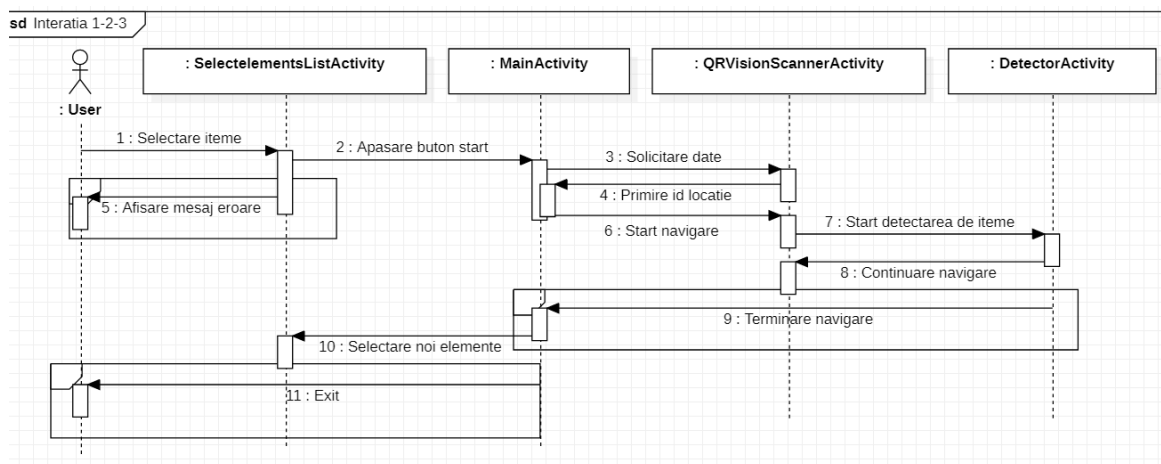 sd Interatia 1-2-3
: SelectelementsListActivity
: MainActivity
: QRVisionScannerActivity
: DetectorActivity
: User
1 : Selectare iteme
2 : Apasare buton start
3 : Solicitare date
4 : Primire id locatie
5 : Afisare mesaj eroare
6 : Start navigare
7 : Start detectarea de iteme
8 : Continuare navigare
9 : Terminare navigare
10 : Selectare noi elemente
11 : Exit